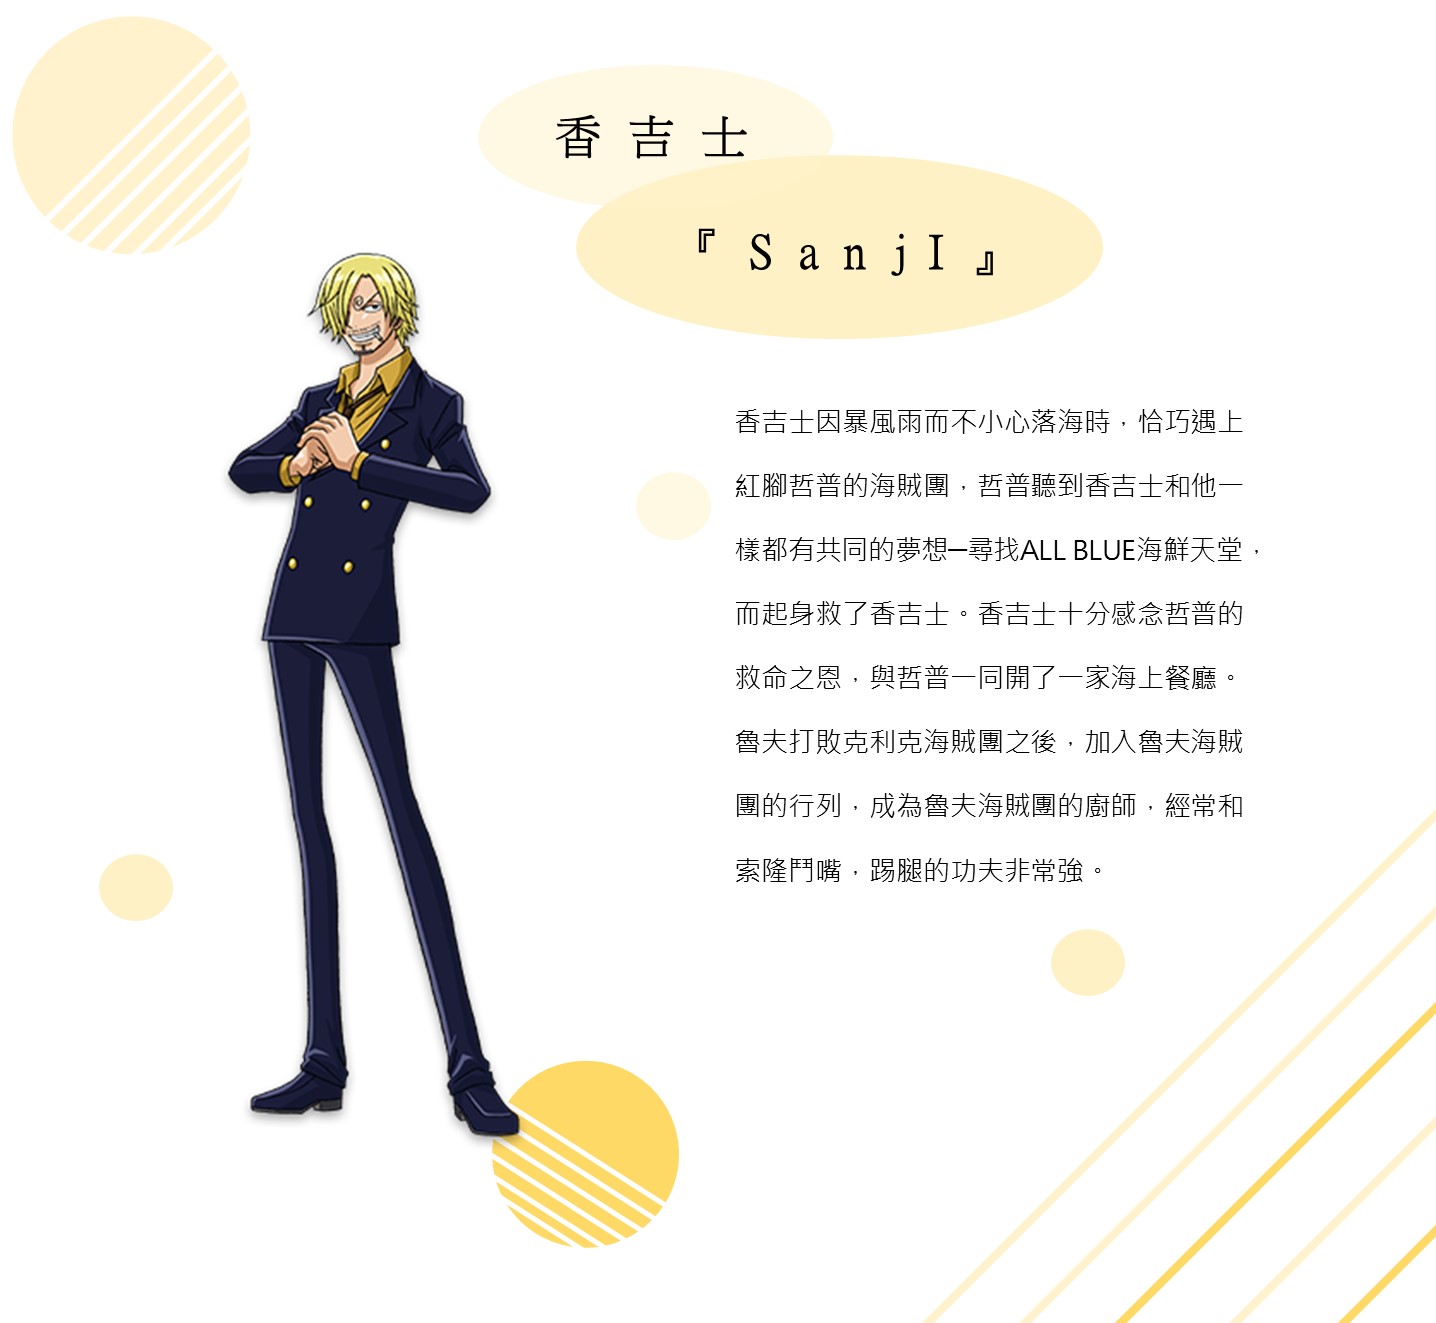 香吉士
『SanjI』
香吉士因暴風雨而不小心落海時，恰巧遇上
紅腳哲普的海賊團，哲普聽到香吉士和他一
樣都有共同的夢想─尋找ALL BLUE海鮮天堂，
而起身救了香吉士。香吉士十分感念哲普的
救命之恩，與哲普一同開了一家海上餐廳。
魯夫打敗克利克海賊團之後，加入魯夫海賊
團的行列，成為魯夫海賊團的廚師，經常和
索隆鬥嘴，踢腿的功夫非常強。